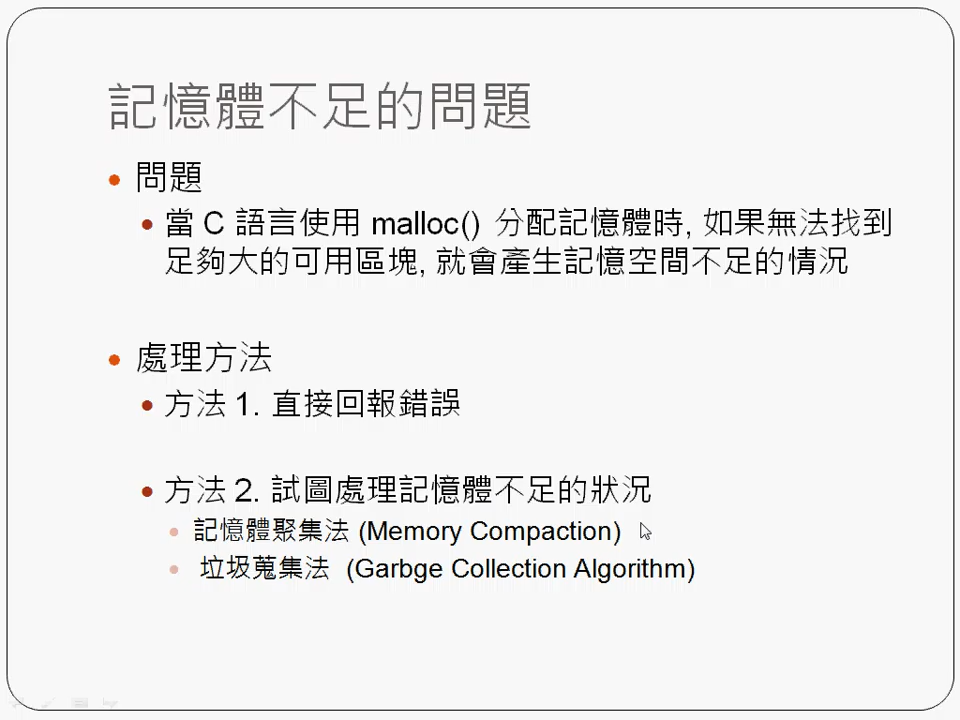 記憶體不足的問題
問題
當 C 語言使用 malloc() 分配記憶體時, 如果無法找到
足夠大的可用區塊, 就會產生記憶空間不足的情況
處理方法
方法 1. 直接回報錯誤
方法 2. 試圖處理記憶體不足的狀況
記憶體聚集法 (Memory Compaction)
垃圾蒐集法 (Garbge Collection Algorithm)